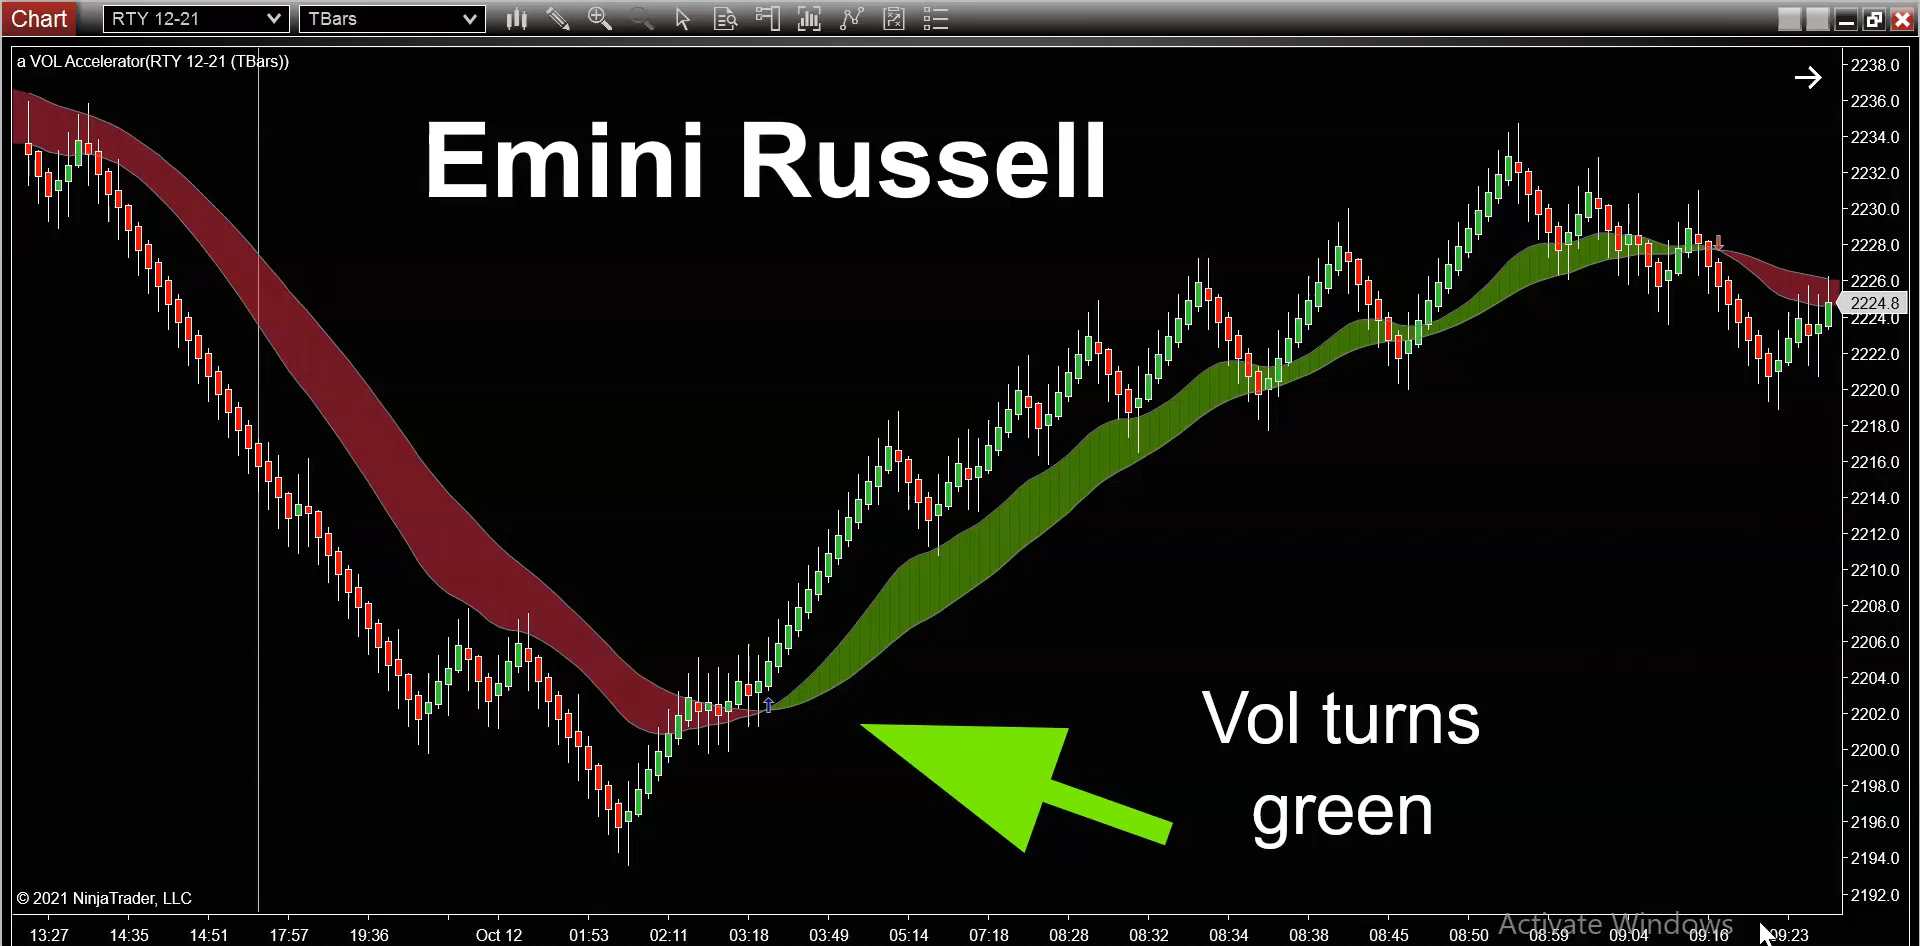 Chart
RTY 12-21
TBars
a VOL Accelerator(RTY 12-21 (TBars))
Emini Russell
Vol turns
green
2238.0
2236.0
2234.0
2232.0
2230.0
2228.0
2226.0
2224.8
2224.0
2222.0
2220.0
2218.0
2216.0
2214.0
2212.0
2210.0
2208.0
2206.0
2204.0
2202.0
2200.0
2198.0
2196.0
2194.0
2192.0
© 2021 NinjaTrader, LLC
Activate Windows
13:27 14:35 14:51 17:57 19:36 Oct 12 01:53 02:11 03:18 03:49 05:14 07:18 08:28 08:32 08:34 08:38 08:45 08:50 08:59 09:04 09:16 09:23